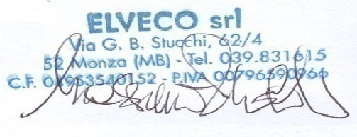 ELVECO srl
Via G. B. Stucchi, 62/4
52 Monza (MB) - Tel. 039.831615
C.F. - P.IVA 00796590966